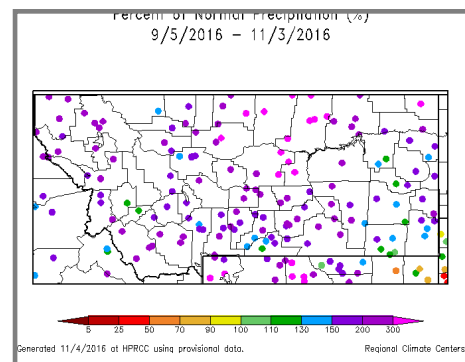 Percent of Normal Precipitation (%)
9/5/2016 – 11/3/2016
5 25 50 70 90 100 110 130 150 200 300
Generated 11/4/2016 at HPRCC using provisional data.
Regional Climate Centers